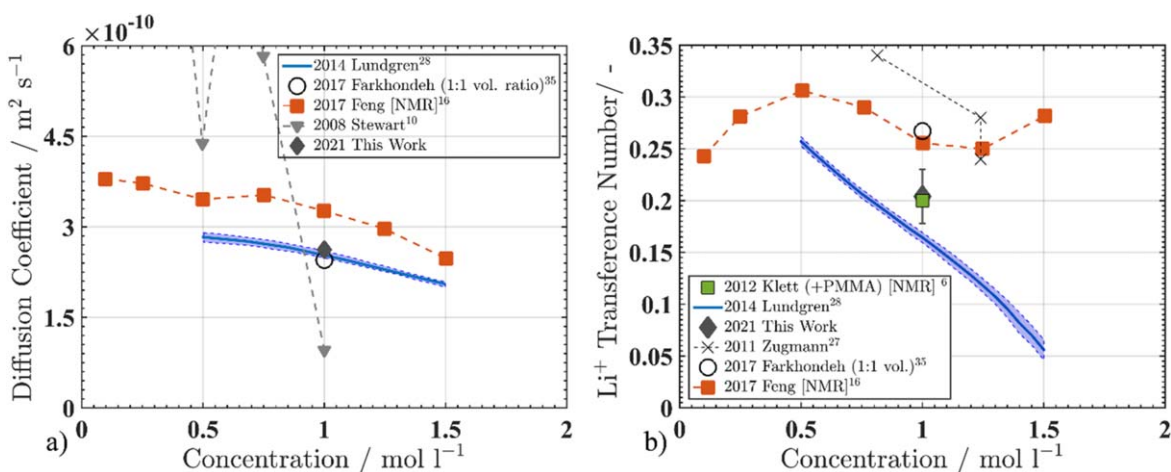 ×10⁻¹⁰
6
4.5
3
1.5
0
Diffusion Coefficient / m² s⁻¹
2014 Lundgren²⁸
2017 Farkhondeh (1:1 vol. ratio)³⁵
2017 Feng [NMR]¹⁶
2008 Stewart¹⁰
2021 This Work
0 0.5 1 1.5 2
a) Concentration / mol l⁻¹
0.35
0.3
0.25
0.2
0.15
0.1
0.05
0
Li⁺ Transference Number/ -
2012 Klett (+PMMA) [NMR] ⁶
2014 Lundgren²⁸
2021 This Work
2011 Zugmann²⁷
2017 Farkhondeh (1:1 vol.)³⁵
2017 Feng [NMR]¹⁶
0 0.5 1 1.5 2
b) Concentration / mol l⁻¹